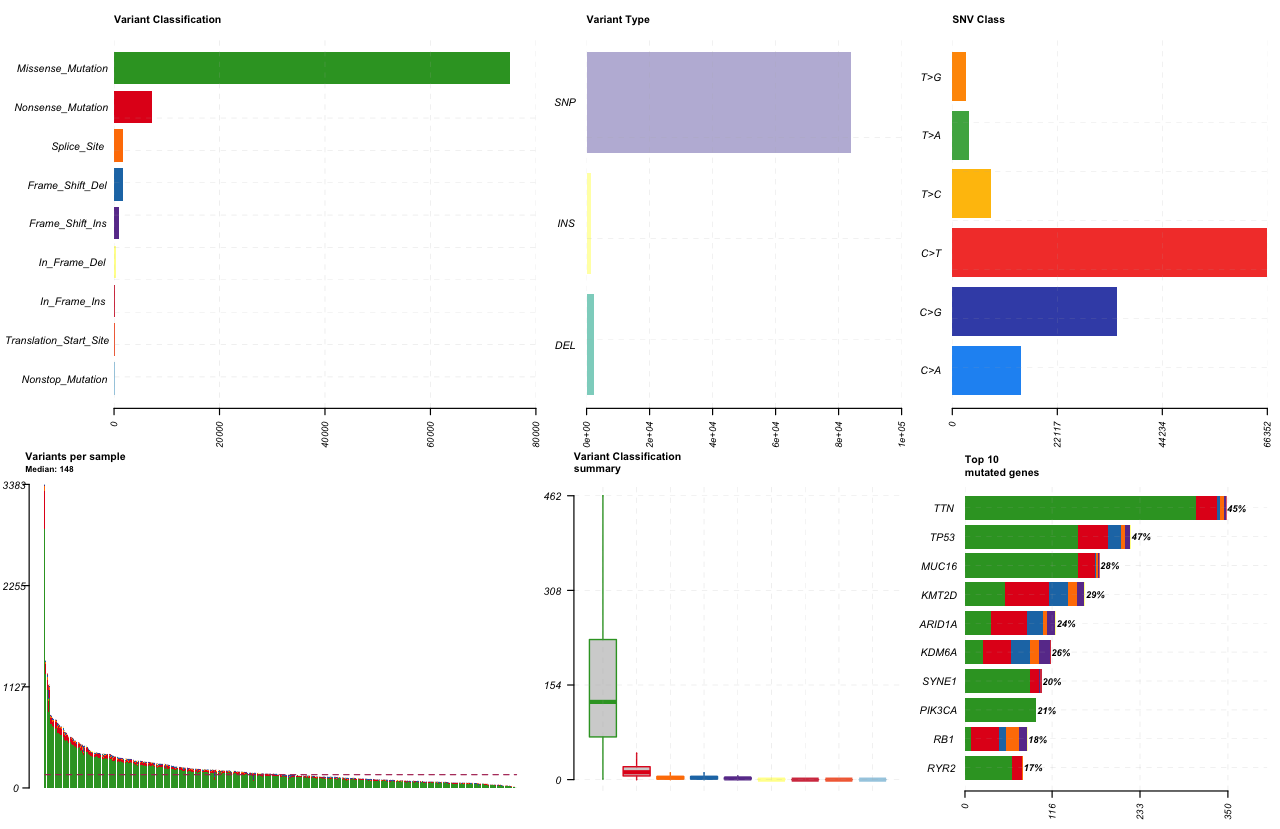 Variant Classification
Missense_Mutation
Nonsense_Mutation
Splice_Site
Frame_Shift_Del
Frame_Shift_Ins
In_Frame_Del
In_Frame_Ins
Translation_Start_Site
Nonstop_Mutation
0
20000
40000
60000
80000
Variant Type
SNP
INS
DEL
0e+00
2e+04
4e+04
6e+04
8e+04
1e+05
SNV Class
T>G
T>A
T>C
C>T
C>G
C>A
0
22117
44234
66352
Variants per sample
Median: 148
3383
2255
1127
0
Variant Classification
summary
462
308
154
0
Top 10
mutated genes
TTN 45%
TP53 47%
MUC16 28%
KMT2D 29%
ARID1A 24%
KDM6A 26%
SYNE1 20%
PIK3CA 21%
RB1 18%
RYR2 17%
0
116
233
350